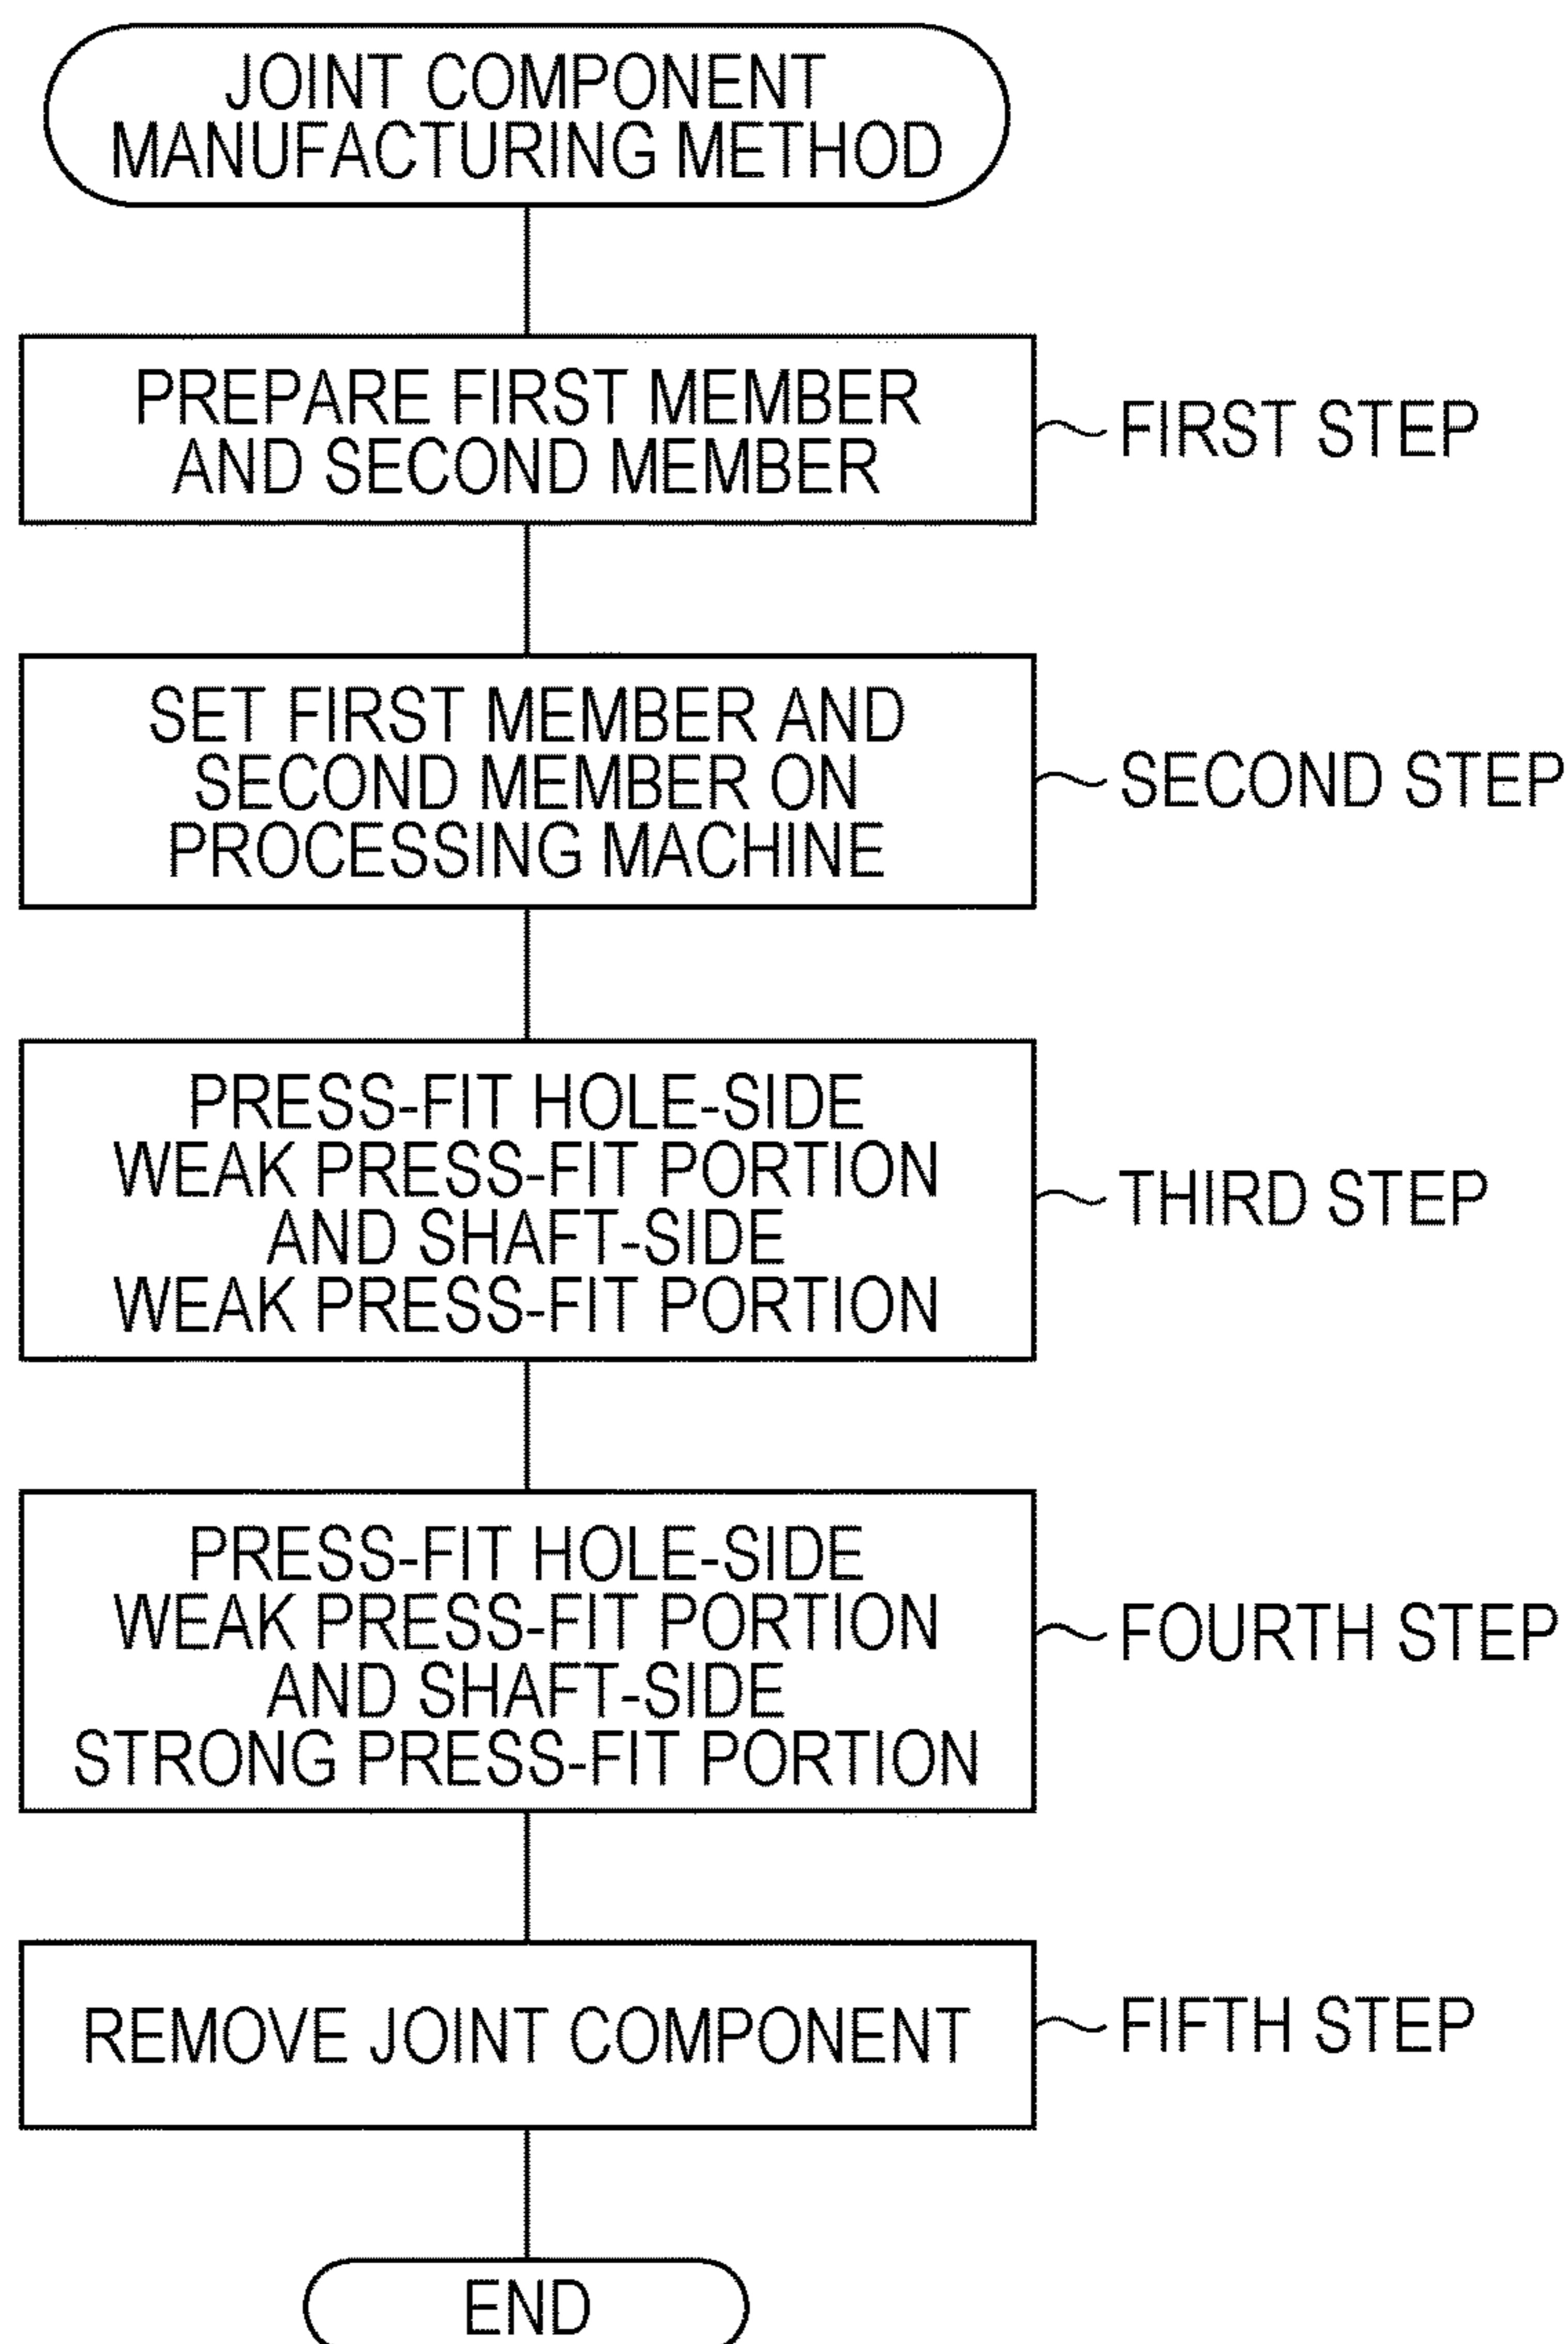 JOINT COMPONENT
MANUFACTURING METHOD
PREPARE FIRST MEMBER
AND SECOND MEMBER
FIRST STEP
SET FIRST MEMBER AND
SECOND MEMBER ON
PROCESSING MACHINE
SECOND STEP
PRESS-FIT HOLE-SIDE
WEAK PRESS-FIT PORTION
AND SHAFT-SIDE
WEAK PRESS-FIT PORTION
THIRD STEP
PRESS-FIT HOLE-SIDE
WEAK PRESS-FIT PORTION
AND SHAFT-SIDE
STRONG PRESS-FIT PORTION
FOURTH STEP
REMOVE JOINT COMPONENT
FIFTH STEP
END